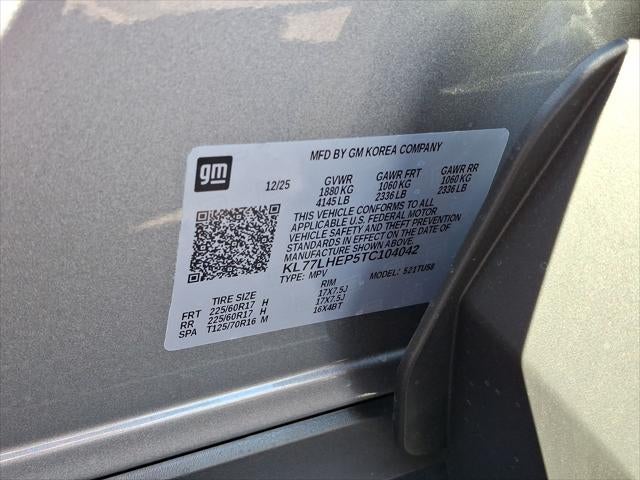 gm
MFD BY GM KOREA COMPANY
12/25 GVWR GAWR FRT GAWR RR
1880 KG 1060 KG 1060 KG
4145 LB 2336 LB 2336 LB
THIS VEHICLE CONFORMS TO ALL
APPLICABLE U.S. FEDERAL MOTOR
VEHICLE SAFETY AND THEFT PREVENTION
STANDARDS IN EFFECT ON THE DATE OF
MANUFACTURE SHOWN ABOVE.
KL77LHEP5TC104042
TYPE: MPV MODEL: 521TU58
TIRE SIZE RIM
FRT 225/60R17 H 17X7.5J
RR 225/60R17 H 17X7.5J
SPA T125/70R16 M 16X4BT